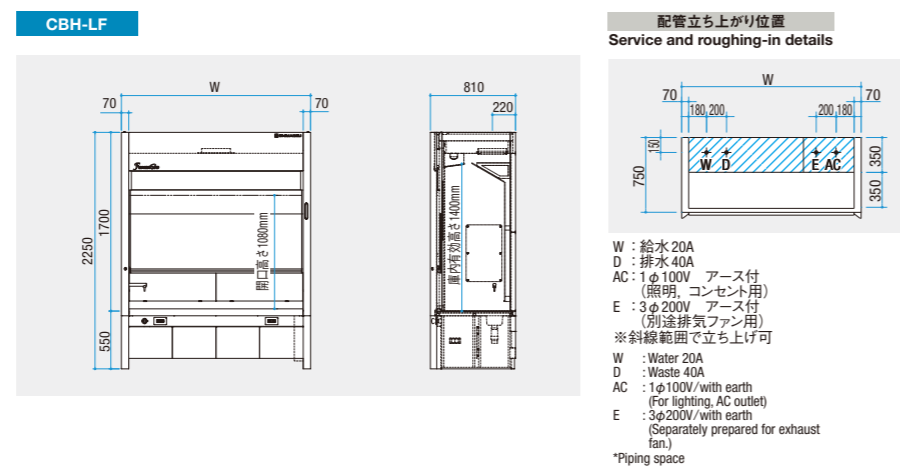 CBH-LF
配管立ち上がり位置
Service and roughing-in details
W
70
70
2250
1700
550
開口高さ1080mm
810
220
庫内有効高さ1400mm
W
70
70
180 200
200 180
150
750
350
350
W D
E AC
W :給水20A
D :排水40A
AC:1φ100V アース付
(照明，コンセント用)
E :3φ200V アース付
(別途排気ファン用)
※斜線範囲で立ち上げ可
W : Water 20A
D : Waste 40A
AC : 1φ100V/with earth
(For lighting, AC outlet)
E : 3φ200V/with earth
(Separately prepared for exhaust
fan.)
*Piping space